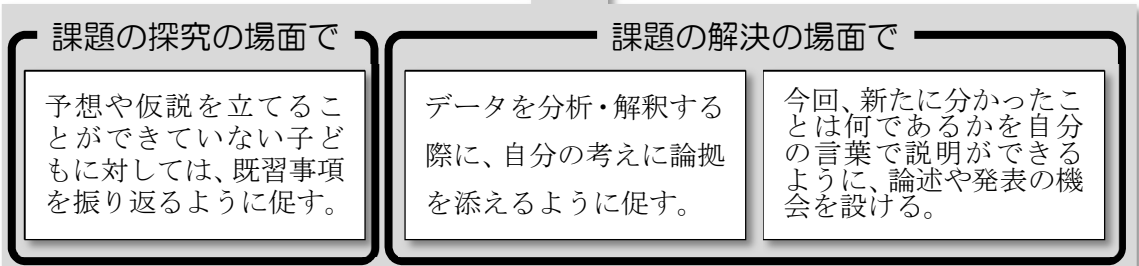 課題の探究の場面で
予想や仮説を立てるこ
とができていない子ど
もに対しては、既習事項
を振り返るように促す。
課題の解決の場面で
データを分析・解釈する
際に、自分の考えに論拠
を添えるように促す。
今回、新たに分かったこ
とは何であるかを自分
の言葉で説明ができる
ように、論述や発表の機
会を設ける。